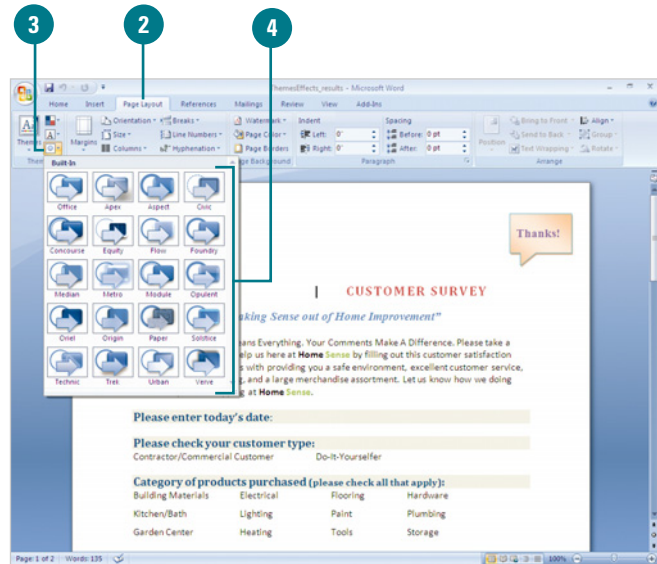 3
2
4
ThemesEffects_results - Microsoft Word
Home Insert Page Layout References Mailings Review View Add-Ins
Themes
Margins
Orientation
Size
Columns
Breaks
Line Numbers
Hyphenation
Watermark
Page Color
Page Borders
Indent
Left: 0"
Right: 0"
Spacing
Before: 0 pt
After: 0 pt
Position
Bring to Front
Send to Back
Text Wrapping
Align
Group
Rotate
Them
ge Background
Paragraph
Arrange
Built-In
Office Apex Aspect Civic
Concourse Equity Flow Foundry
Median Metro Module Opulent
Oriel Origin Paper Solstice
Technic Trek Urban Verve
4
Thanks!
CUSTOMER SURVEY
aking Sense out of Home Improvement”
ans Everything. Your Comments Make A Difference. Please take a
elp us here at Home Sense by filling out this customer satisfaction
s with providing you a safe environment, excellent customer service,
g, and a large merchandise assortment. Let us know how we doing
g at Home Sense.
Please enter today's date:
Please check your customer type:
Contractor/Commercial Customer Do-It-Yourselfer
Category of products purchased (please check all that apply):
Building Materials Electrical Flooring Hardware
Kitchen/Bath Lighting Paint Plumbing
Garden Center Heating Tools Storage
Page: 1 of 2 Words: 135 100%